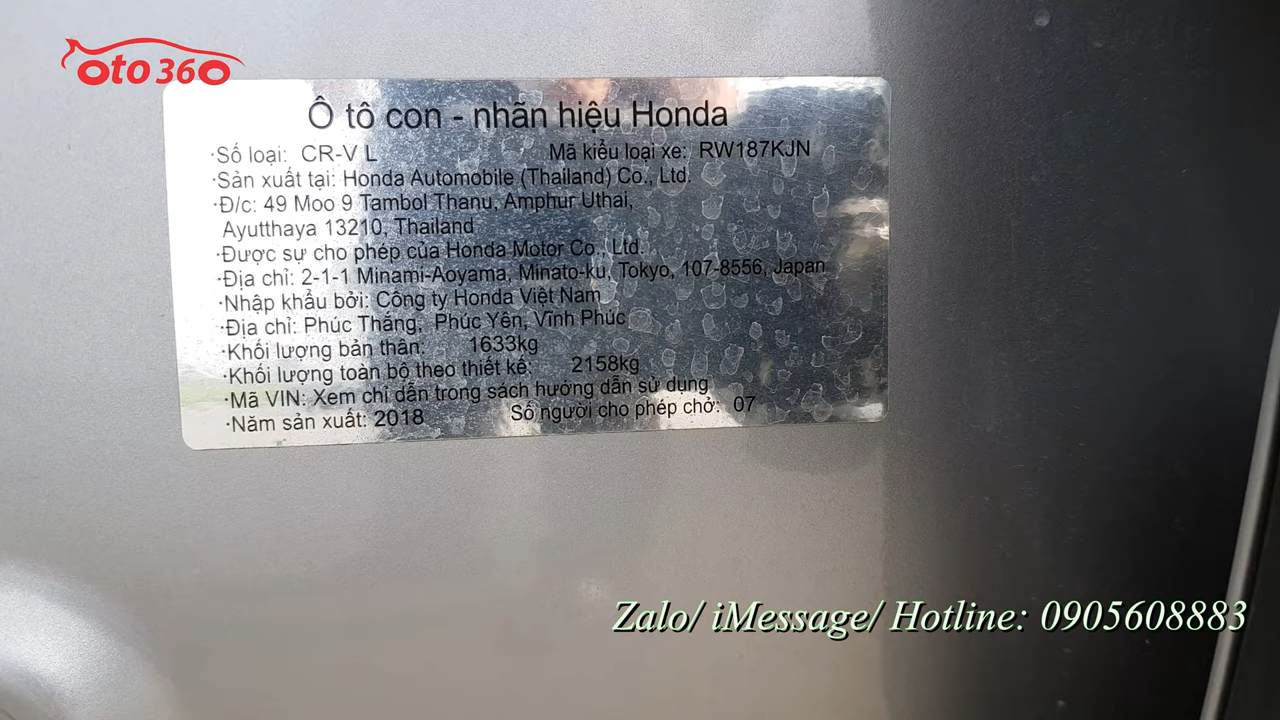 oto360
Ô tô con - nhãn hiệu Honda
·Số loại: CR-V L Mã kiểu loại xe: RW187KJN
·Sản xuất tại: Honda Automobile (Thailand) Co., Ltd.
·Đ/c: 49 Moo 9 Tambol Thanu, Amphur Uthai,
Ayutthaya 13210, Thailand
·Được sự cho phép của Honda Motor Co., Ltd.
·Địa chỉ: 2-1-1 Minami-Aoyama, Minato-ku, Tokyo, 107-8556, Japan
·Nhập khẩu bởi: Công ty Honda Việt Nam
·Địa chỉ: Phúc Thắng, Phúc Yên, Vĩnh Phúc
·Khối lượng bản thân: 1633kg
·Khối lượng toàn bộ theo thiết kế: 2158kg
·Mã VIN: Xem chỉ dẫn trong sách hướng dẫn sử dụng
·Năm sản xuất: 2018 Số người cho phép chở: 07
Zalo/ iMessage/ Hotline: 0905608883